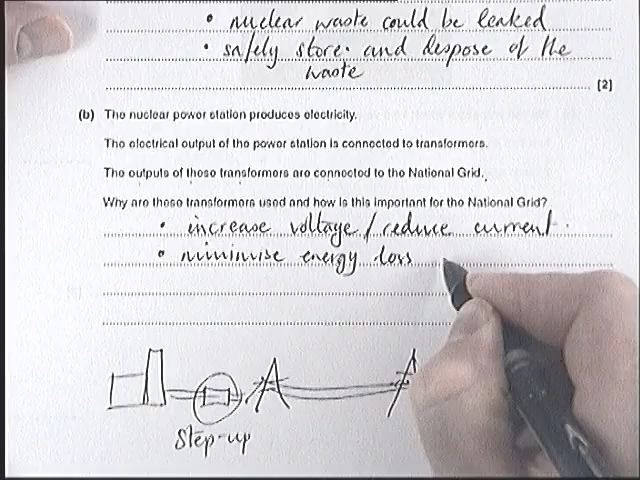 • nuclear waste could be leaked
• safely store and dispose of the
waste
[2]
(b) The nuclear power station produces electricity.
The electrical output of the power station is connected to transformers.
The outputs of these transformers are connected to the National Grid.
Why are these transformers used and how is this important for the National Grid?
• increase voltage / reduce current.
• minimise energy loss
Step-up